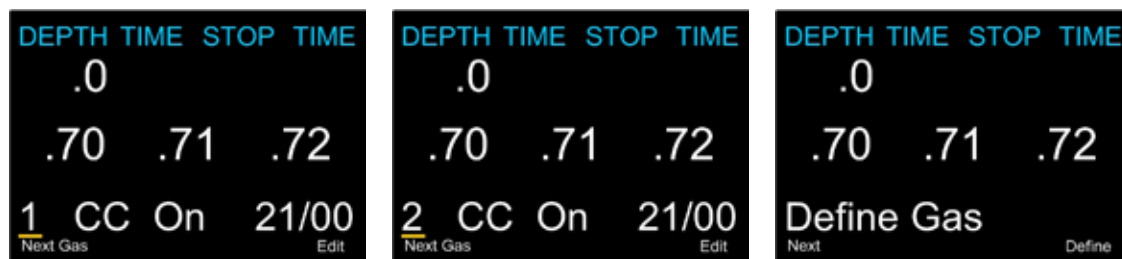 DEPTH TIME STOP TIME
.0
.70 .71 .72
1 CC On 21/00
Next Gas Edit
DEPTH TIME STOP TIME
.0
.70 .71 .72
2 CC On 21/00
Next Gas Edit
DEPTH TIME STOP TIME
.0
.70 .71 .72
Define Gas
Next Define